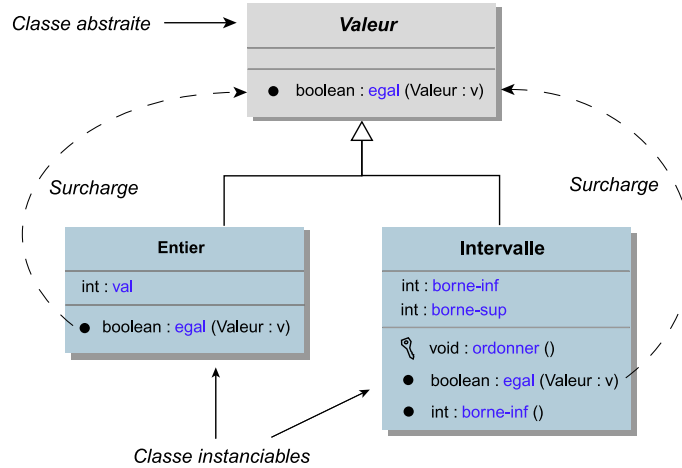 Classe abstraite
Valeur
boolean : egal (Valeur : v)
Surcharge
Surcharge
Entier
int : val
boolean : egal (Valeur : v)
Intervalle
int : borne-inf
int : borne-sup
void : ordonner ()
boolean : egal (Valeur : v)
int : borne-inf ()
Classe instanciables